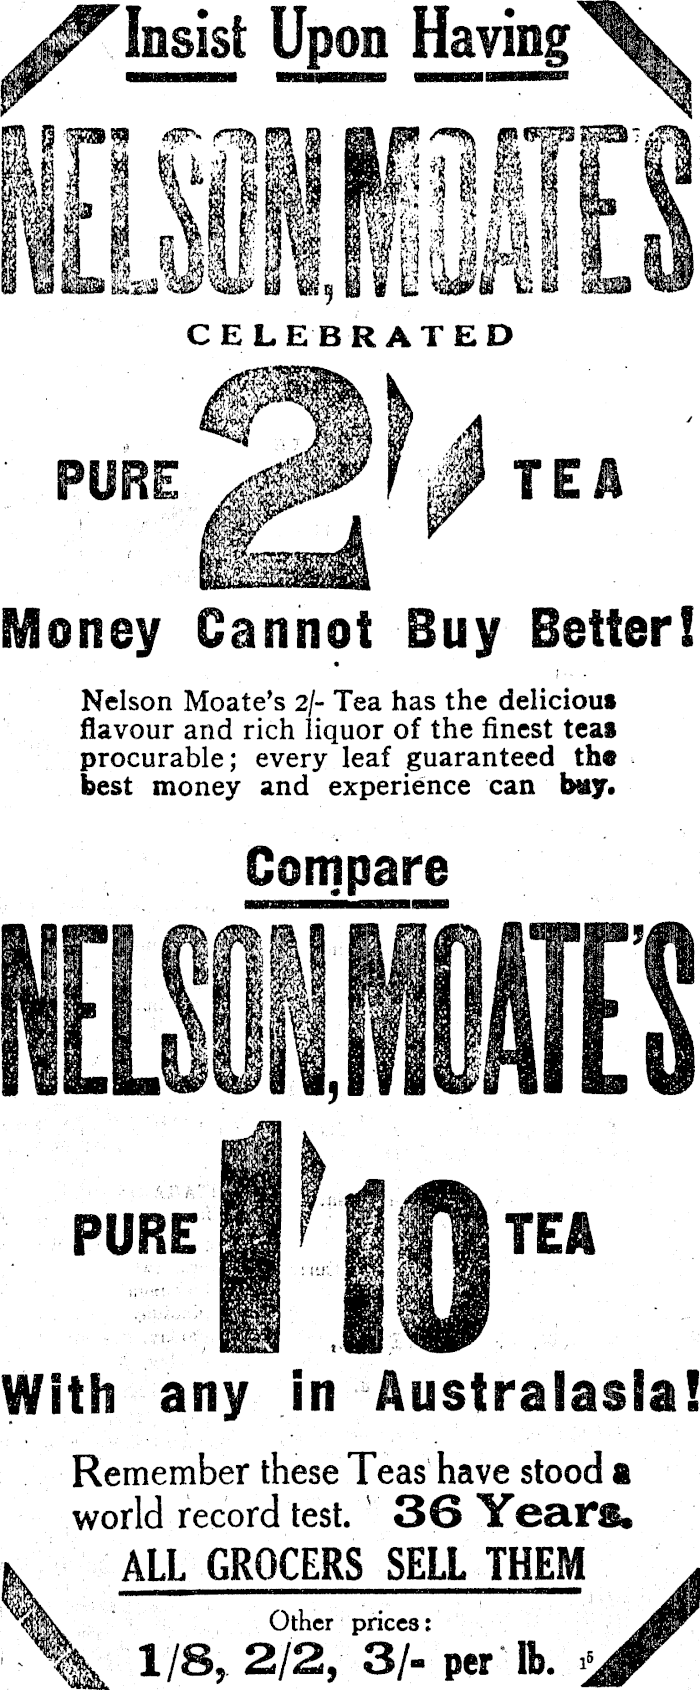 Insist Upon Having
NELSON, MOATE'S
CELEBRATED
PURE 2/- TEA
Money Cannot Buy Better!
Nelson Moate's 2/- Tea has the delicious
flavour and rich liquor of the finest teas
procurable; every leaf guaranteed the
best money and experience can buy.
Compare
NELSON, MOATE'S
PURE 1/10 TEA
With any in Australasia!
Remember these Teas have stood a
world record test. 36 Years.
ALL GROCERS SELL THEM
Other prices:
1/8, 2/2, 3/- per lb. 15